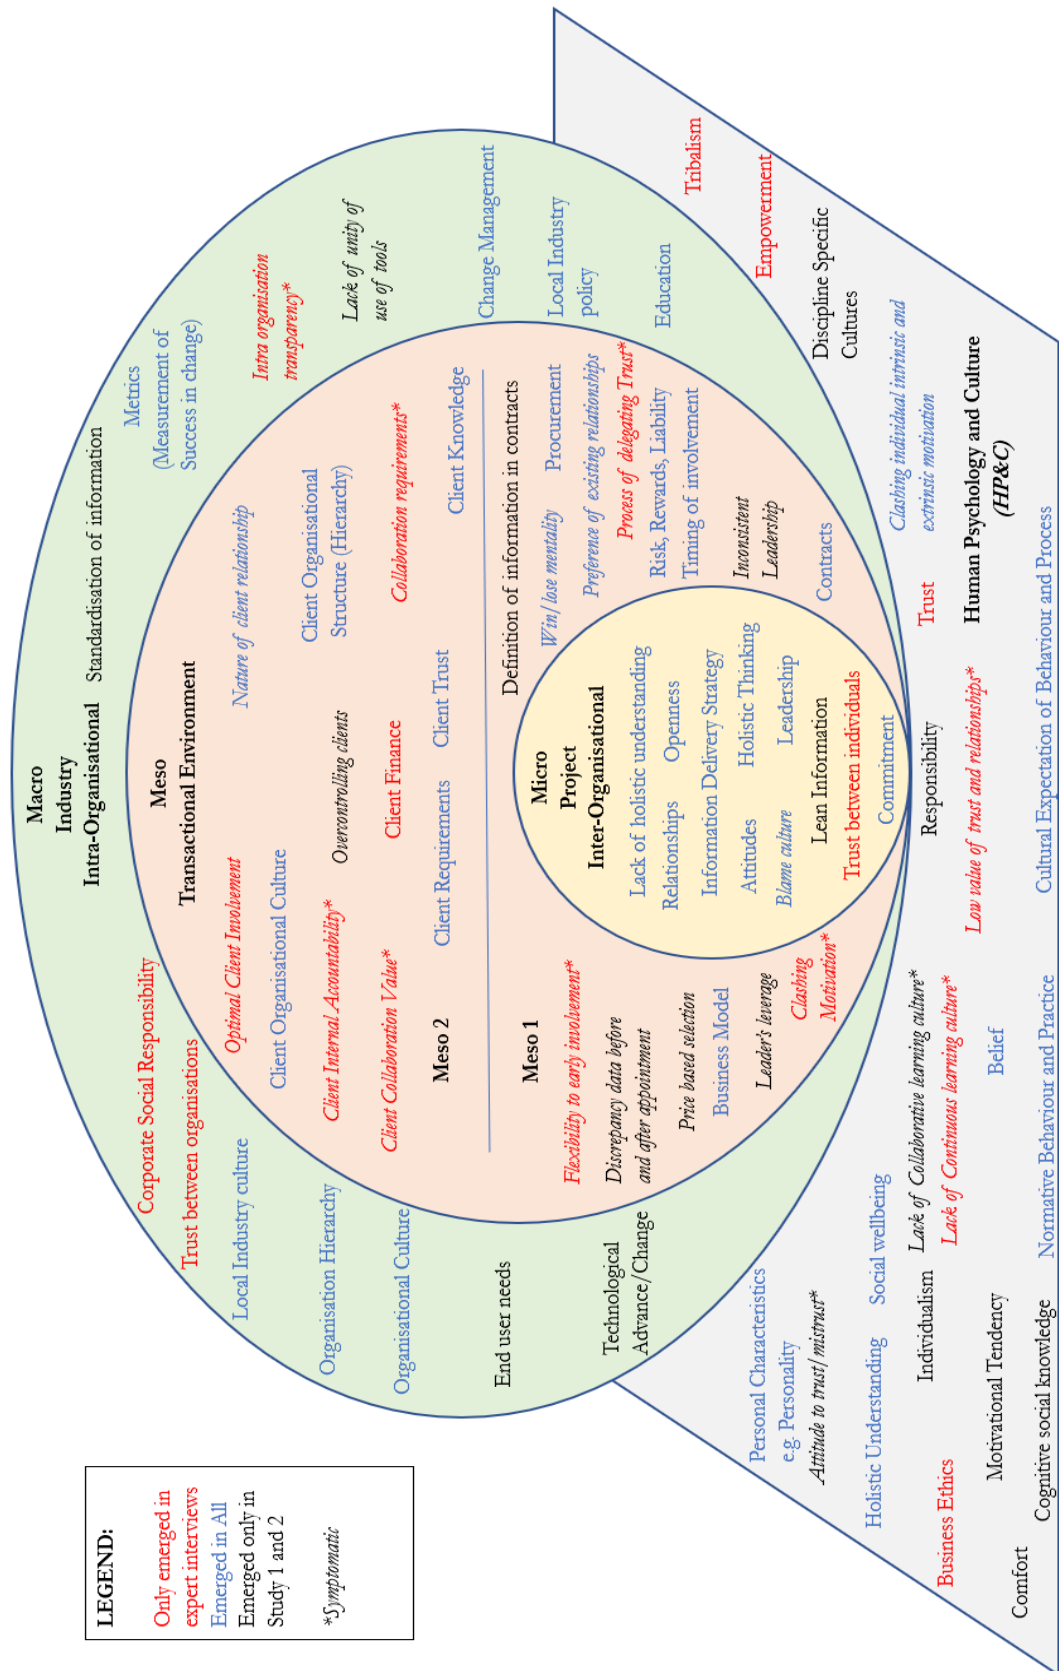 LEGEND:
Only emerged in
expert interviews
Emerged in All
Emerged only in
Study 1 and 2
*Symptomatic
Macro
Industry
Intra-Organisational
Standardisation of information
Metrics
(Measurement of
Success in change)
Corporate Social Responsibility
Trust between organisations
Local Industry culture
Organisation Hierarchy
Organisational Culture
End user needs
Technological
Advance/Change
Intra organisation
transparency*
Lack of unity of
use of tools
Change Management
Local Industry
policy
Education
Meso
Transactional Environment
Optimal Client Involvement
Nature of client relationship
Client Organisational Culture
Client Organisational
Structure (Hierarchy)
Client Internal Accountability*
Overcontrolling clients
Client Collaboration Value*
Client Finance
Collaboration requirements*
Meso 2
Client Requirements
Client Trust
Client Knowledge
Meso 1
Definition of information in contracts
Flexibility to early involvement*
Discrepancy data before
and after appointment
Price based selection
Business Model
Leader's leverage
Clashing
Motivation*
Win/lose mentality
Procurement
Preference of existing relationships
Process of delegating Trust*
Risk, Rewards, Liability
Timing of involvement
Inconsistent
Leadership
Contracts
Micro
Project
Inter-Organisational
Lack of holistic understanding
Relationships
Openness
Information Delivery Strategy
Attitudes
Holistic Thinking
Blame culture
Leadership
Lean Information
Trust between individuals
Commitment
Tribalism
Empowerment
Discipline Specific
Cultures
Clashing individual intrinsic and
extrinsic motivation
Personal Characteristics
e.g. Personality
Attitude to trust/mistrust*
Holistic Understanding
Social wellbeing
Individualism
Lack of Collaborative learning culture*
Lack of Continuous learning culture*
Responsibility
Trust
Business Ethics
Low value of trust and relationships*
Human Psychology and Culture
(HP&C)
Motivational Tendency
Belief
Comfort
Cognitive social knowledge
Normative Behaviour and Practice
Cultural Expectation of Behaviour and Process